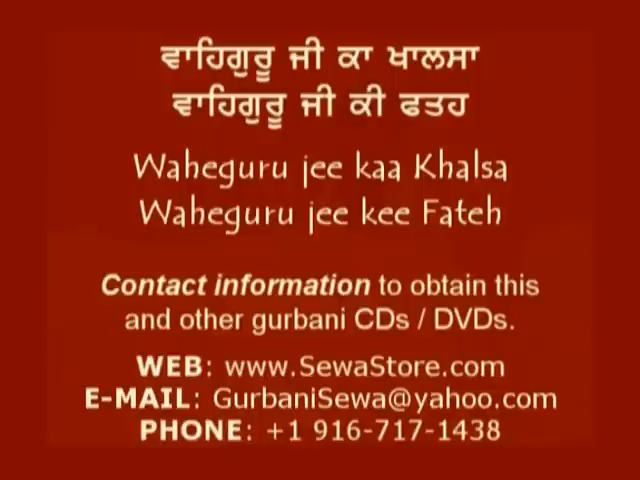 ਵਾਹਿਗੁਰੂ ਜੀ ਕਾ ਖਾਲਸਾ
ਵਾਹਿਗੁਰੂ ਜੀ ਕੀ ਫਤਹ
Waheguru jee kaa Khalsa
Waheguru jee kee Fateh
Contact information to obtain this
and other gurbani CDs / DVDs.
WEB: www.SewaStore.com
E-MAIL: GurbaniSewa@yahoo.com
PHONE: +1 916-717-1438